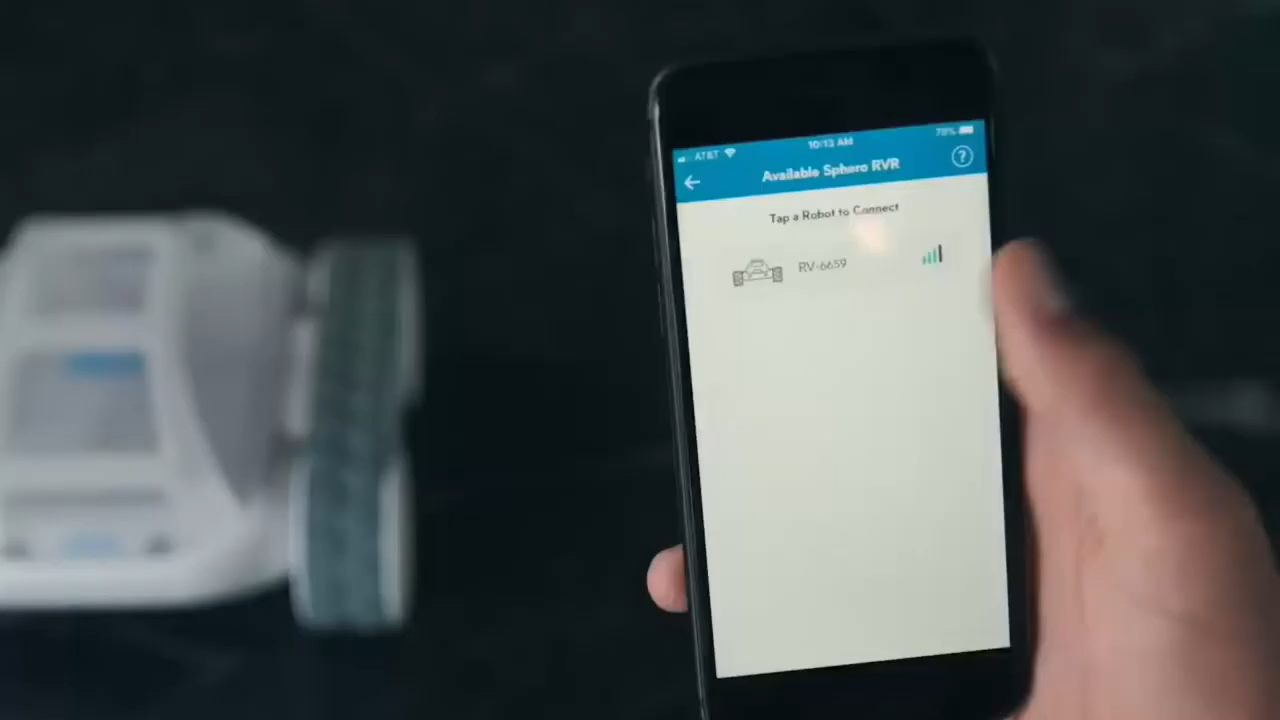 AT&T
10:13 AM
78%
Available Sphero RVR
?
Tap a Robot to Connect
RV-6659